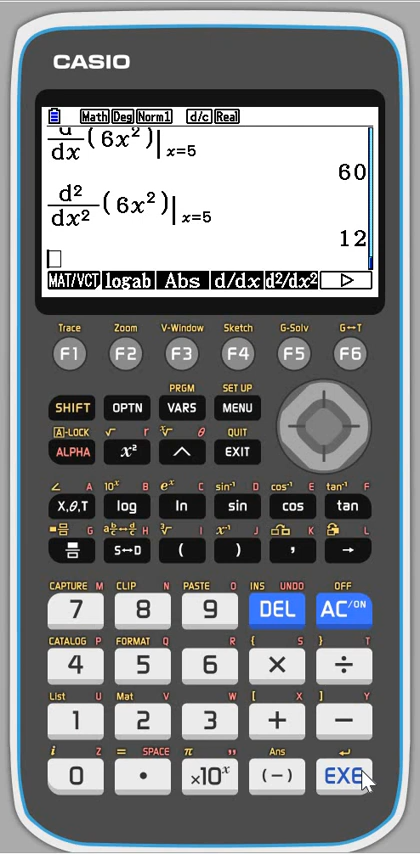 CASIO
Math Deg Norm1 d/c Real
d/dx(6x²)|x=5
60
d²/dx²(6x²)|x=5
12
MAT/VCT logab Abs d/dx d²/dx² ▷
Trace Zoom V-Window Sketch G-Solv G↔T
F1 F2 F3 F4 F5 F6
PRGM SET UP
SHIFT OPTN VARS MENU
A-LOCK √ r ˣ√ θ QUIT
ALPHA x² ^ EXIT
∠ A 10ˣ B eˣ C sin⁻¹ D cos⁻¹ E tan⁻¹ F
X,θ,T log ln sin cos tan
G a b/c↔d/c H ³√ I x⁻¹ J K L
S↔D ( ) , →
CAPTURE M CLIP N PASTE O INS UNDO OFF
7 8 9 DEL AC/ON
CATALOG P FORMAT Q R { S } T
4 5 6 × ÷
List U Mat V W [ X ] Y
1 2 3 + −
i Z = SPACE π " Ans ↵
0 • ×10ˣ (−) EXE